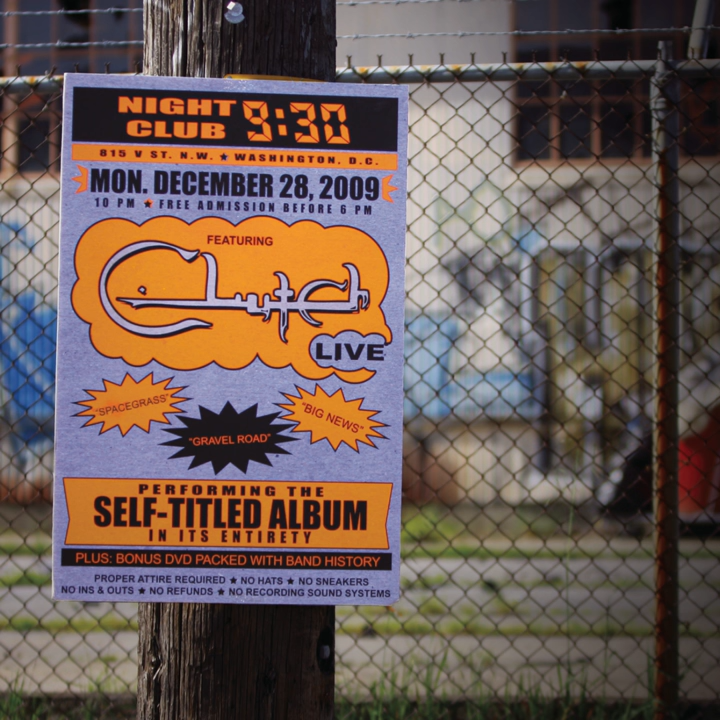 NIGHT CLUB 9:30
815 V ST. N.W. ★ WASHINGTON, D.C.
MON. DECEMBER 28, 2009
10 PM ★ FREE ADMISSION BEFORE 6 PM
FEATURING
Clutch
LIVE
"SPACEGRASS"
"GRAVEL ROAD"
"BIG NEWS"
PERFORMING THE
SELF-TITLED ALBUM
IN ITS ENTIRETY
PLUS: BONUS DVD PACKED WITH BAND HISTORY
PROPER ATTIRE REQUIRED ★ NO HATS ★ NO SNEAKERS
NO INS & OUTS ★ NO REFUNDS ★ NO RECORDING SOUND SYSTEMS